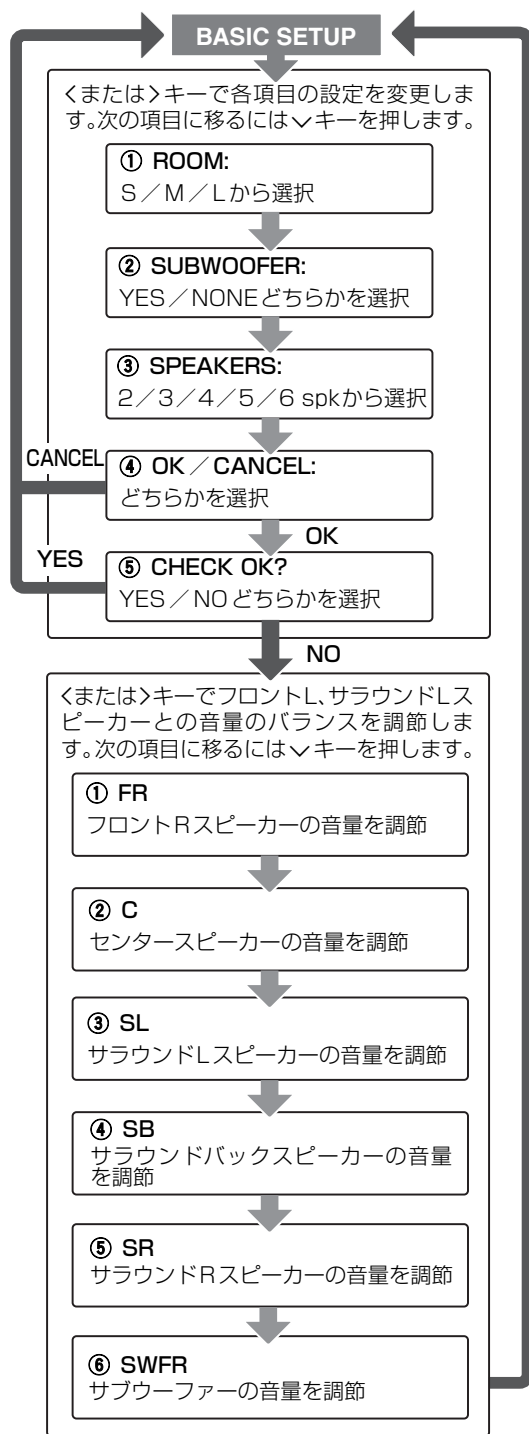 BASIC SETUP
＜または＞キーで各項目の設定を変更しま
す。次の項目に移るには∨キーを押します。
① ROOM:
S／M／Lから選択
② SUBWOOFER:
YES／NONEどちらかを選択
③ SPEAKERS:
2／3／4／5／6 spkから選択
CANCEL
④ OK／CANCEL:
どちらかを選択
OK
YES
⑤ CHECK OK?
YES／NO どちらかを選択
NO
＜または＞キーでフロントL、サラウンドLス
ピーカーとの音量のバランスを調節しま
す。次の項目に移るには∨キーを押します。
① FR
フロントRスピーカーの音量を調節
② C
センタースピーカーの音量を調節
③ SL
サラウンドLスピーカーの音量を調節
④ SB
サラウンドバックスピーカーの音量
を調節
⑤ SR
サラウンドRスピーカーの音量を調節
⑥ SWFR
サブウーファーの音量を調節